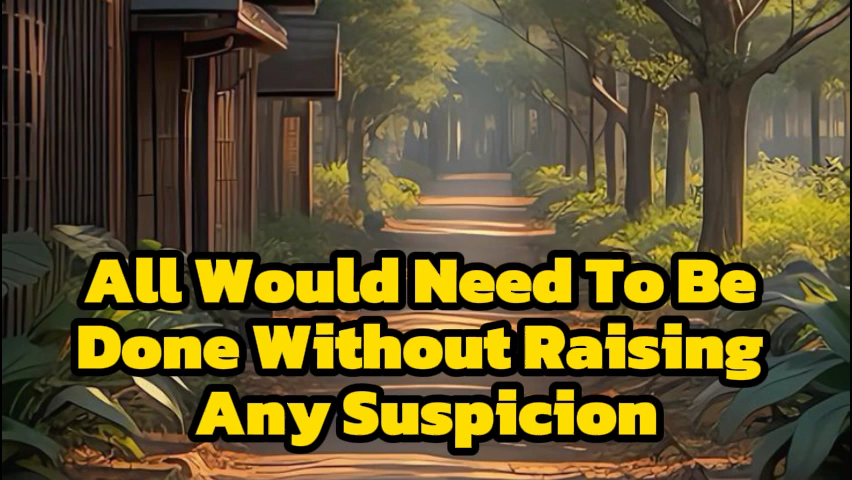 All Would Need To Be
Done Without Raising
Any Suspicion